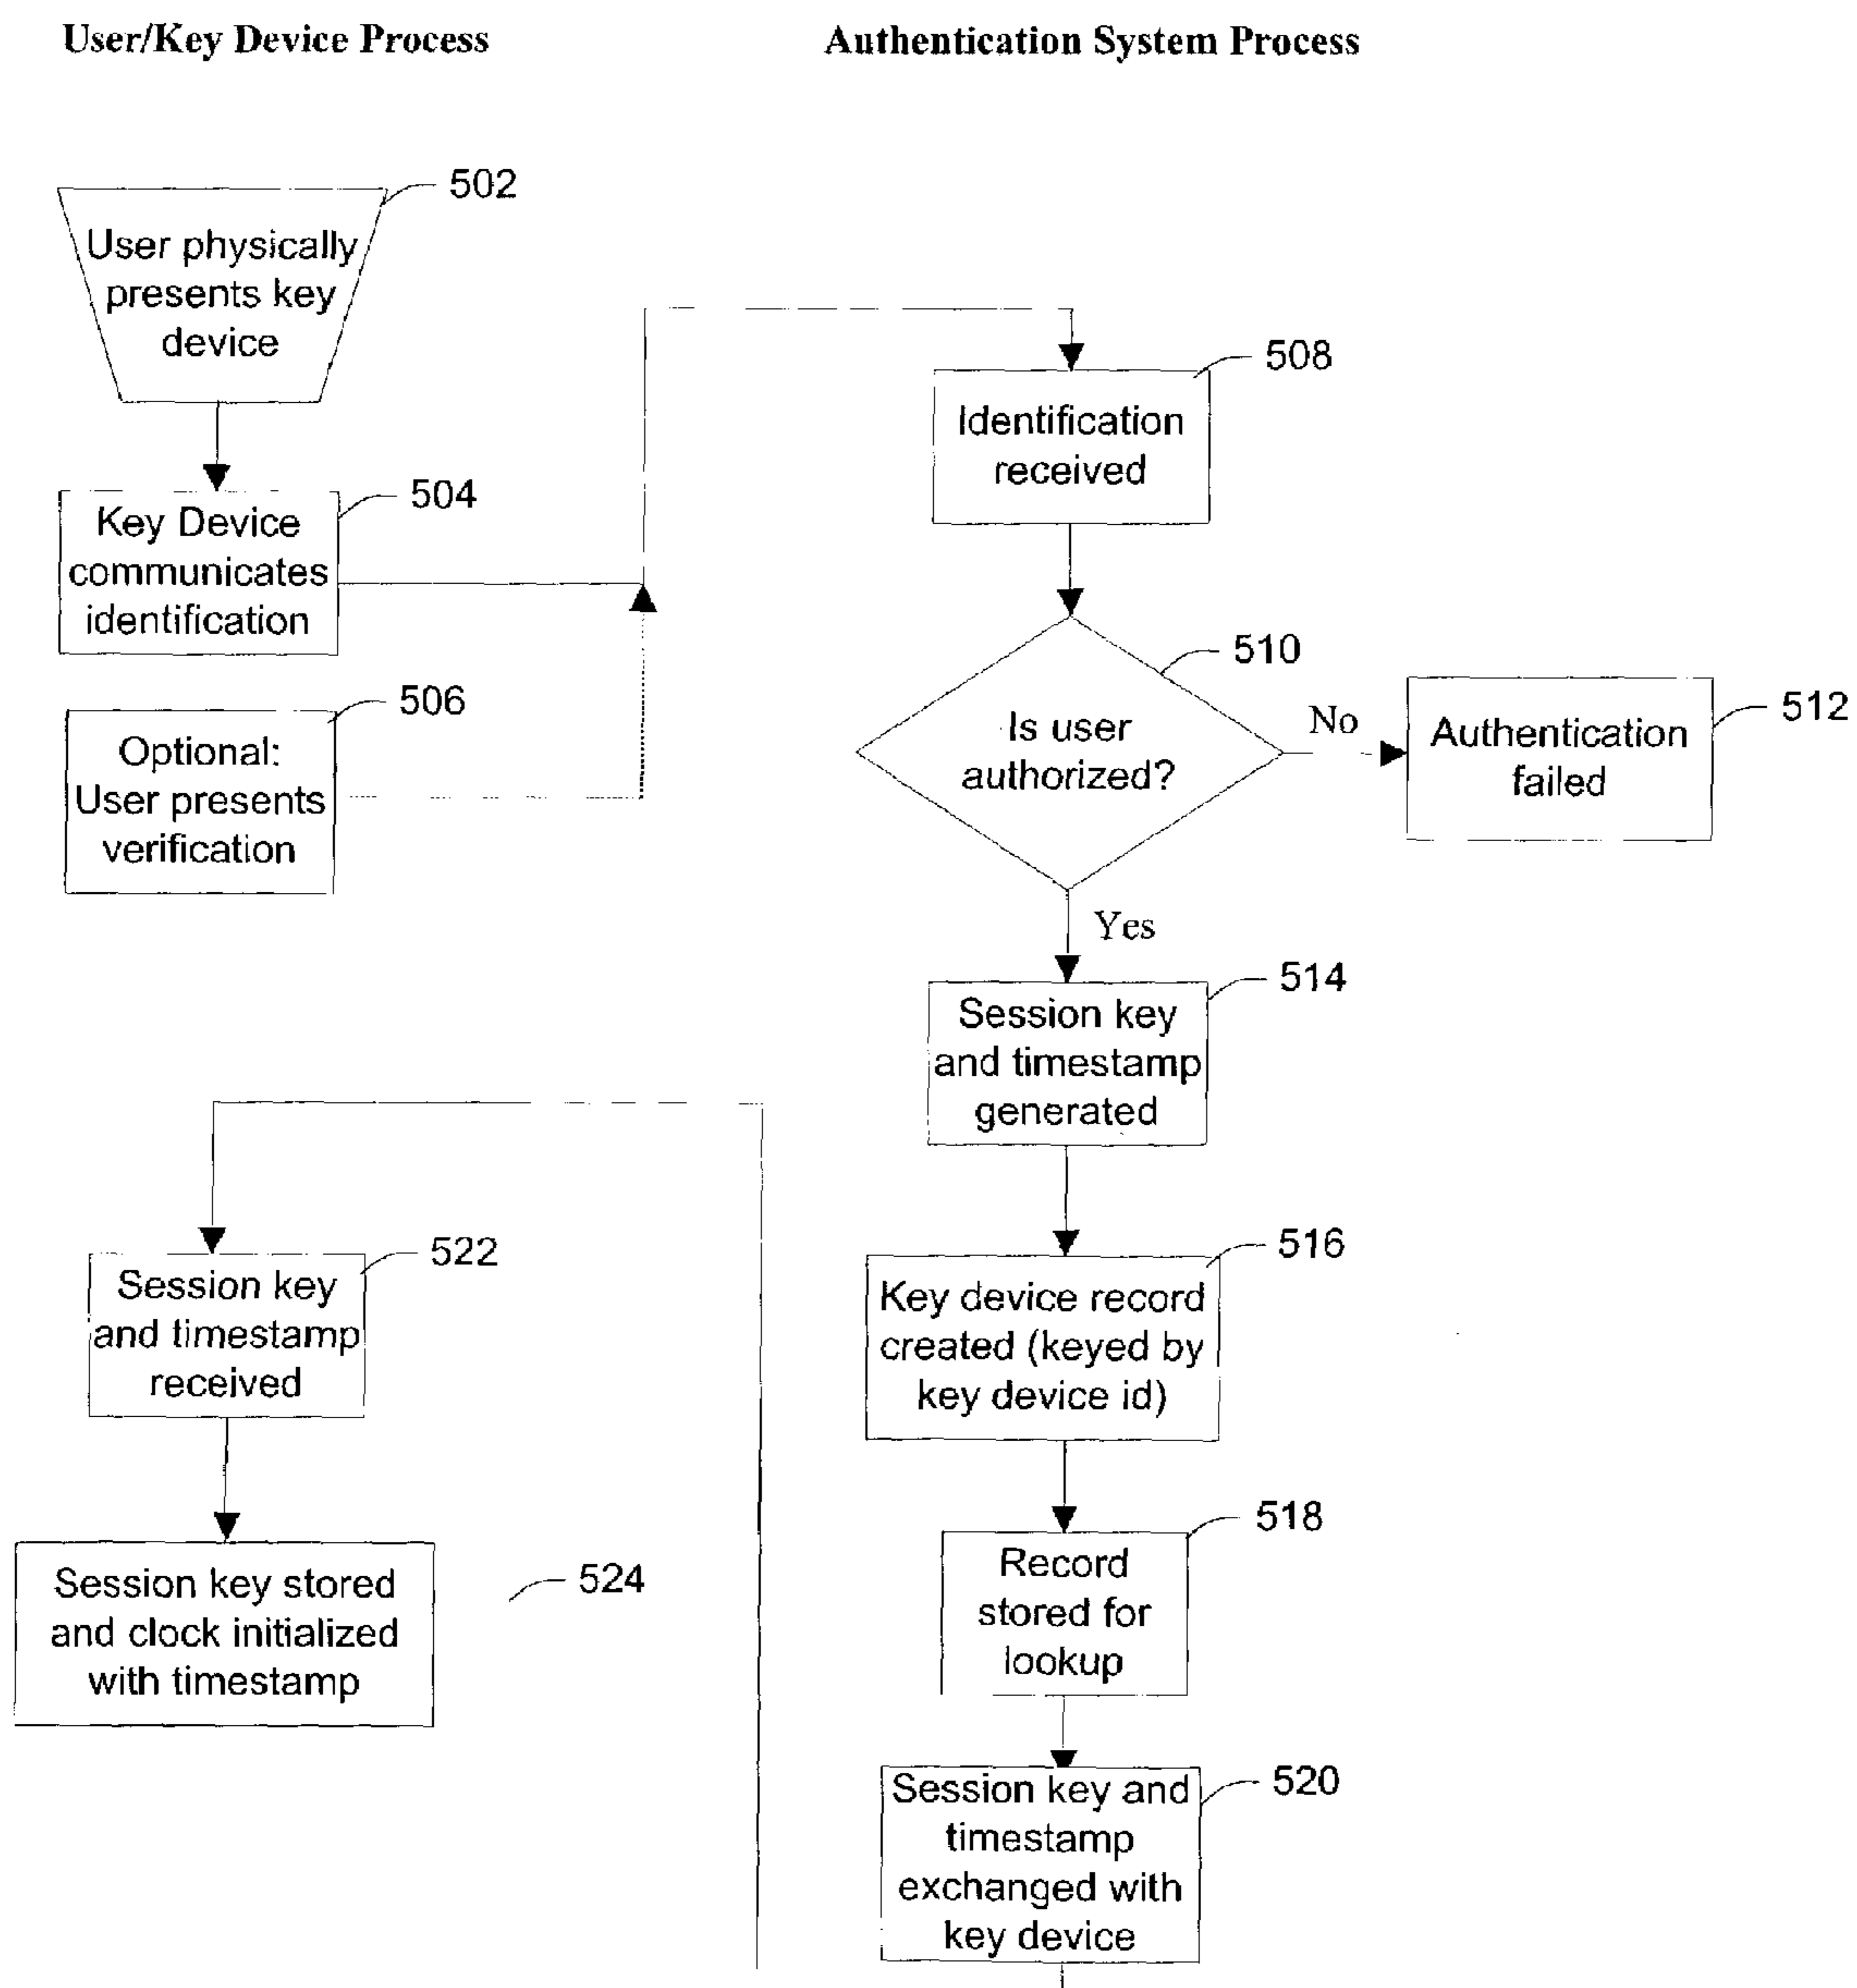 User/Key Device Process
Authentication System Process
502
User physically
presents key
device
504
Key Device
communicates
identification
506
Optional:
User presents
verification
508
Identification
received
510
Is user
authorized?
No
512
Authentication
failed
Yes
514
Session key
and timestamp
generated
516
Key device record
created (keyed by
key device id)
518
Record
stored for
lookup
520
Session key and
timestamp
exchanged with
key device
522
Session key
and timestamp
received
524
Session key stored
and clock initialized
with timestamp